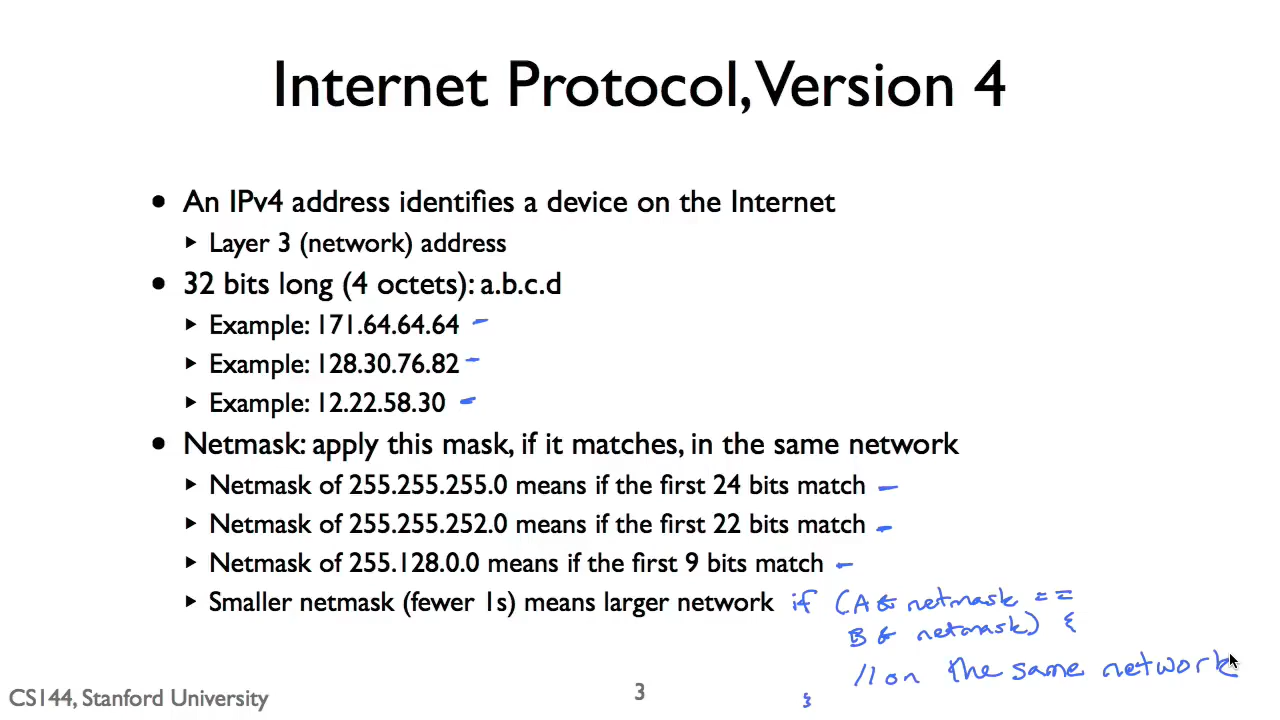 Internet Protocol, Version 4
• An IPv4 address identifies a device on the Internet
‣ Layer 3 (network) address
• 32 bits long (4 octets): a.b.c.d
‣ Example: 171.64.64.64
‣ Example: 128.30.76.82
‣ Example: 12.22.58.30
• Netmask: apply this mask, if it matches, in the same network
‣ Netmask of 255.255.255.0 means if the first 24 bits match
‣ Netmask of 255.255.252.0 means if the first 22 bits match
‣ Netmask of 255.128.0.0 means if the first 9 bits match
‣ Smaller netmask (fewer 1s) means larger network if (A & netmask ==
B & netmask) {
// on the same network
}
CS144, Stanford University 3